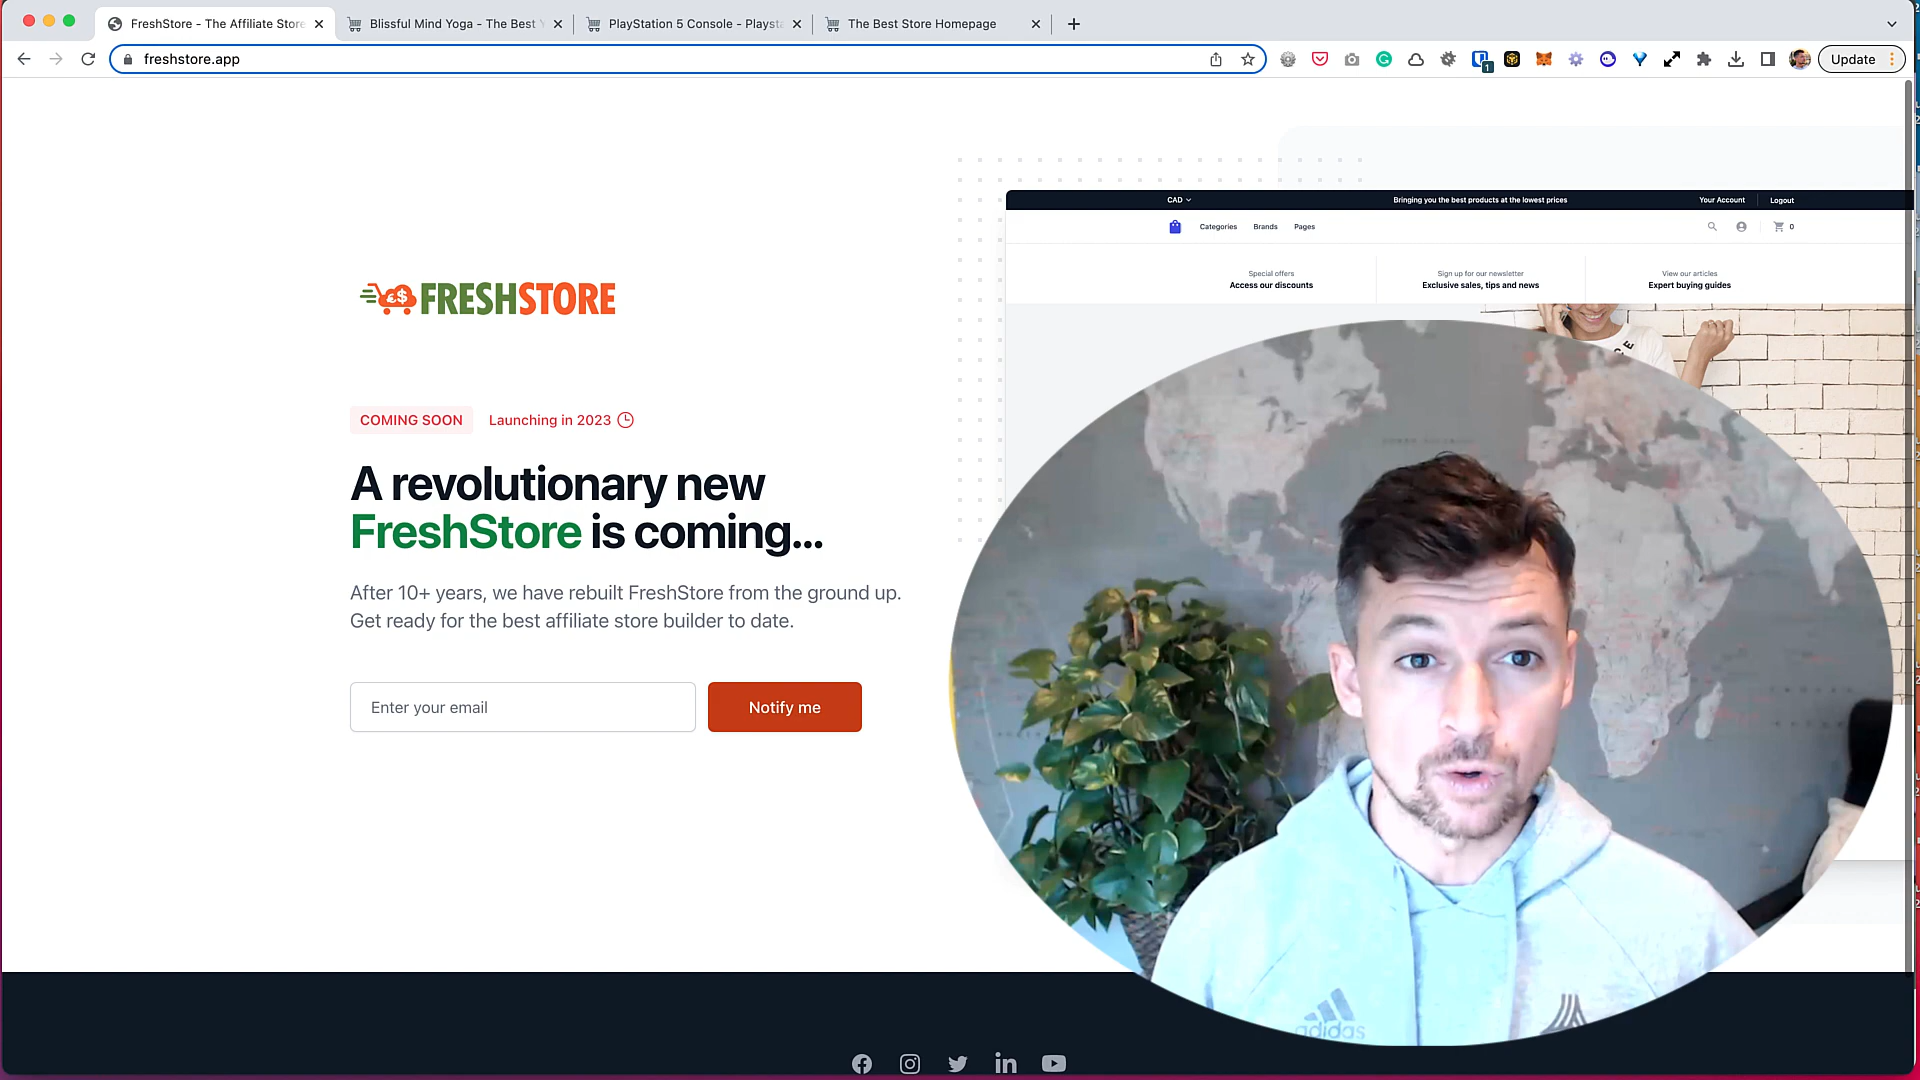 FreshStore - The Affiliate Store
Blissful Mind Yoga - The Best Y
PlayStation 5 Console - Playsta
The Best Store Homepage
freshstore.app
1
Update
CAD
Bringing you the best products at the lowest prices
Your Account
Logout
Categories
Brands
Pages
0
Special offers
Access our discounts
Sign up for our newsletter
Exclusive sales, tips and news
View our articles
Expert buying guides
£$ FRESHSTORE
COMING SOON
Launching in 2023
A revolutionary new
FreshStore is coming...
After 10+ years, we have rebuilt FreshStore from the ground up.
Get ready for the best affiliate store builder to date.
Enter your email
Notify me
adidas